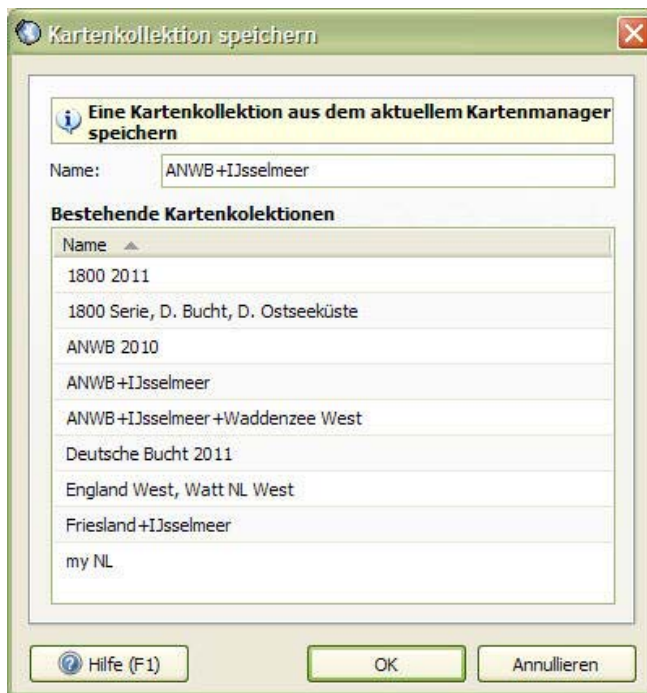 Kartenkollektion speichern
Eine Kartenkollektion aus dem aktuellem Kartenmanager
speichern
Name: ANWB+IJsselmeer
Bestehende Kartenkolektionen
Name
1800 2011
1800 Serie, D. Bucht, D. Ostseeküste
ANWB 2010
ANWB+IJsselmeer
ANWB+IJsselmeer+Waddenzee West
Deutsche Bucht 2011
England West, Watt NL West
Friesland+IJsselmeer
my NL
Hilfe (F1) OK Annullieren